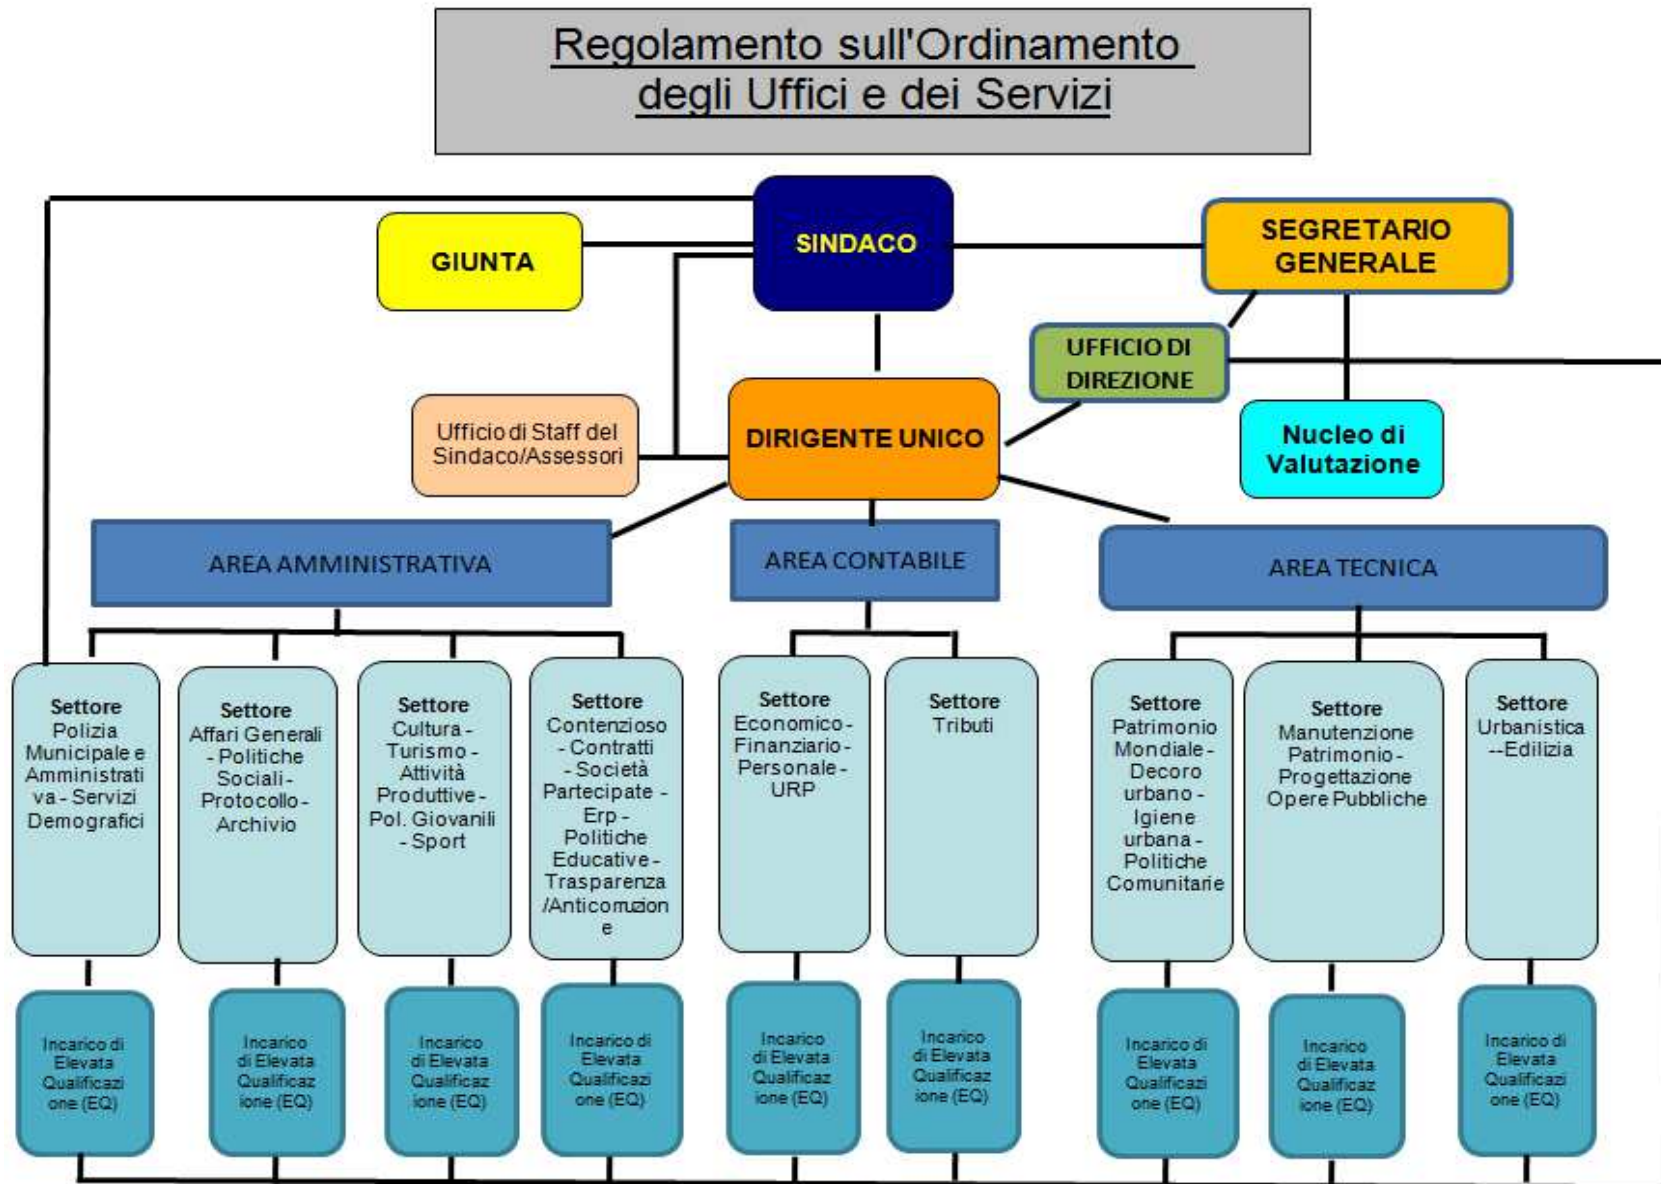 Regolamento sull'Ordinamento
degli Uffici e dei Servizi
SINDACO
GIUNTA
SEGRETARIO
GENERALE
UFFICIO DI
DIREZIONE
Ufficio di Staff del
Sindaco/Assessori
DIRIGENTE UNICO
Nucleo di
Valutazione
AREA AMMINISTRATIVA
AREA CONTABILE
AREA TECNICA
Settore
Polizia
Municipale e
Amministrati
va - Servizi
Demografici
Settore
Affari Generali
- Politiche
Sociali -
Protocollo -
Archivio
Settore
Cultura -
Turismo -
Attività
Produttive -
Pol. Giovanili
- Sport
Settore
Contenzioso
- Contratti
- Società
Partecipate -
Erp -
Politiche
Educative -
Trasparenza
/Anticorruzion
e
Settore
Economico -
Finanziario -
Personale -
URP
Settore
Tributi
Settore
Patrimonio
Mondiale -
Decoro
urbano -
Igiene
urbana -
Politiche
Comunitarie
Settore
Manutenzione
Patrimonio -
Progettazione
Opere Pubbliche
Settore
Urbanistica
--Edilizia
Incarico di
Elevata
Qualificazi
one (EQ)
Incarico
di Elevata
Qualificaz
ione (EQ)
Incarico
di Elevata
Qualificaz
ione (EQ)
Incarico di
Elevata
Qualificazi
one (EQ)
Incarico
di Elevata
Qualificaz
ione (EQ)
Incarico
di Elevata
Qualificaz
ione (EQ)
Incarico di
Elevata
Qualificazi
one (EQ)
Incarico
di Elevata
Qualificaz
ione (EQ)
Incarico di
Elevata
Qualificazi
one (EQ)